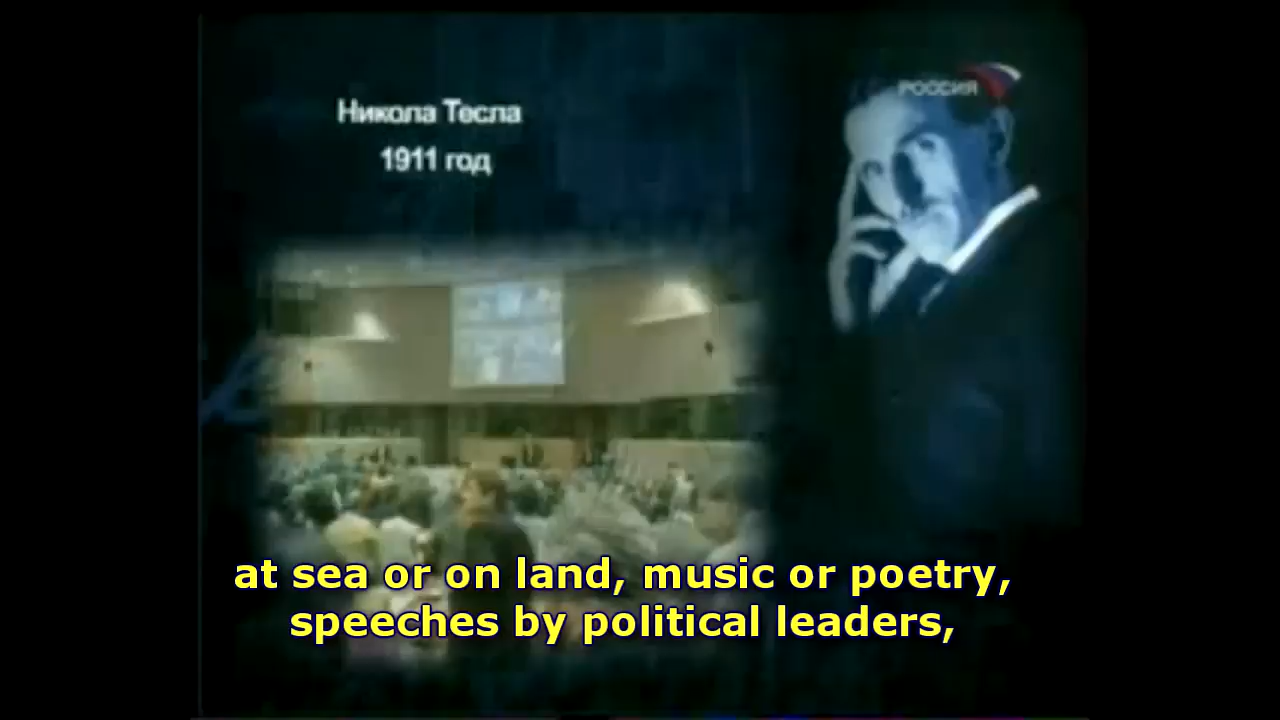 РОССИЯ
Никола Тесла
1911 год
at sea or on land, music or poetry,
speeches by political leaders,